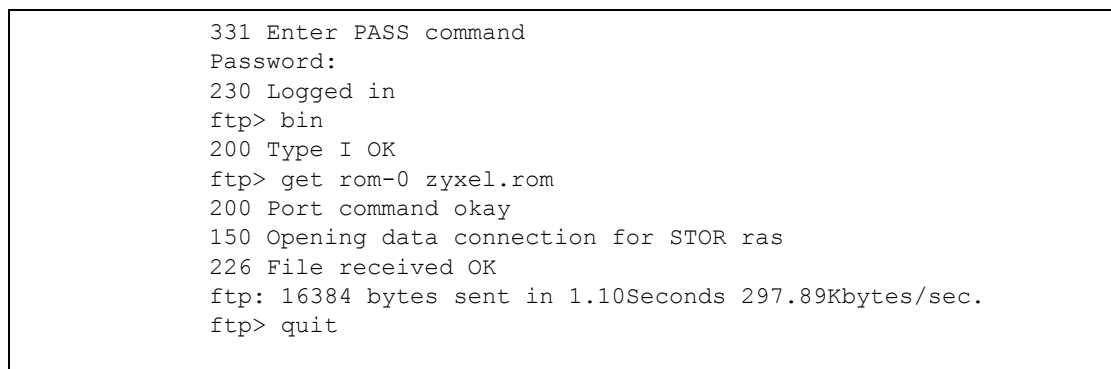 331 Enter PASS command
Password:
230 Logged in
ftp> bin
200 Type I OK
ftp> get rom-0 zyxel.rom
200 Port command okay
150 Opening data connection for STOR ras
226 File received OK
ftp: 16384 bytes sent in 1.10Seconds 297.89Kbytes/sec.
ftp> quit